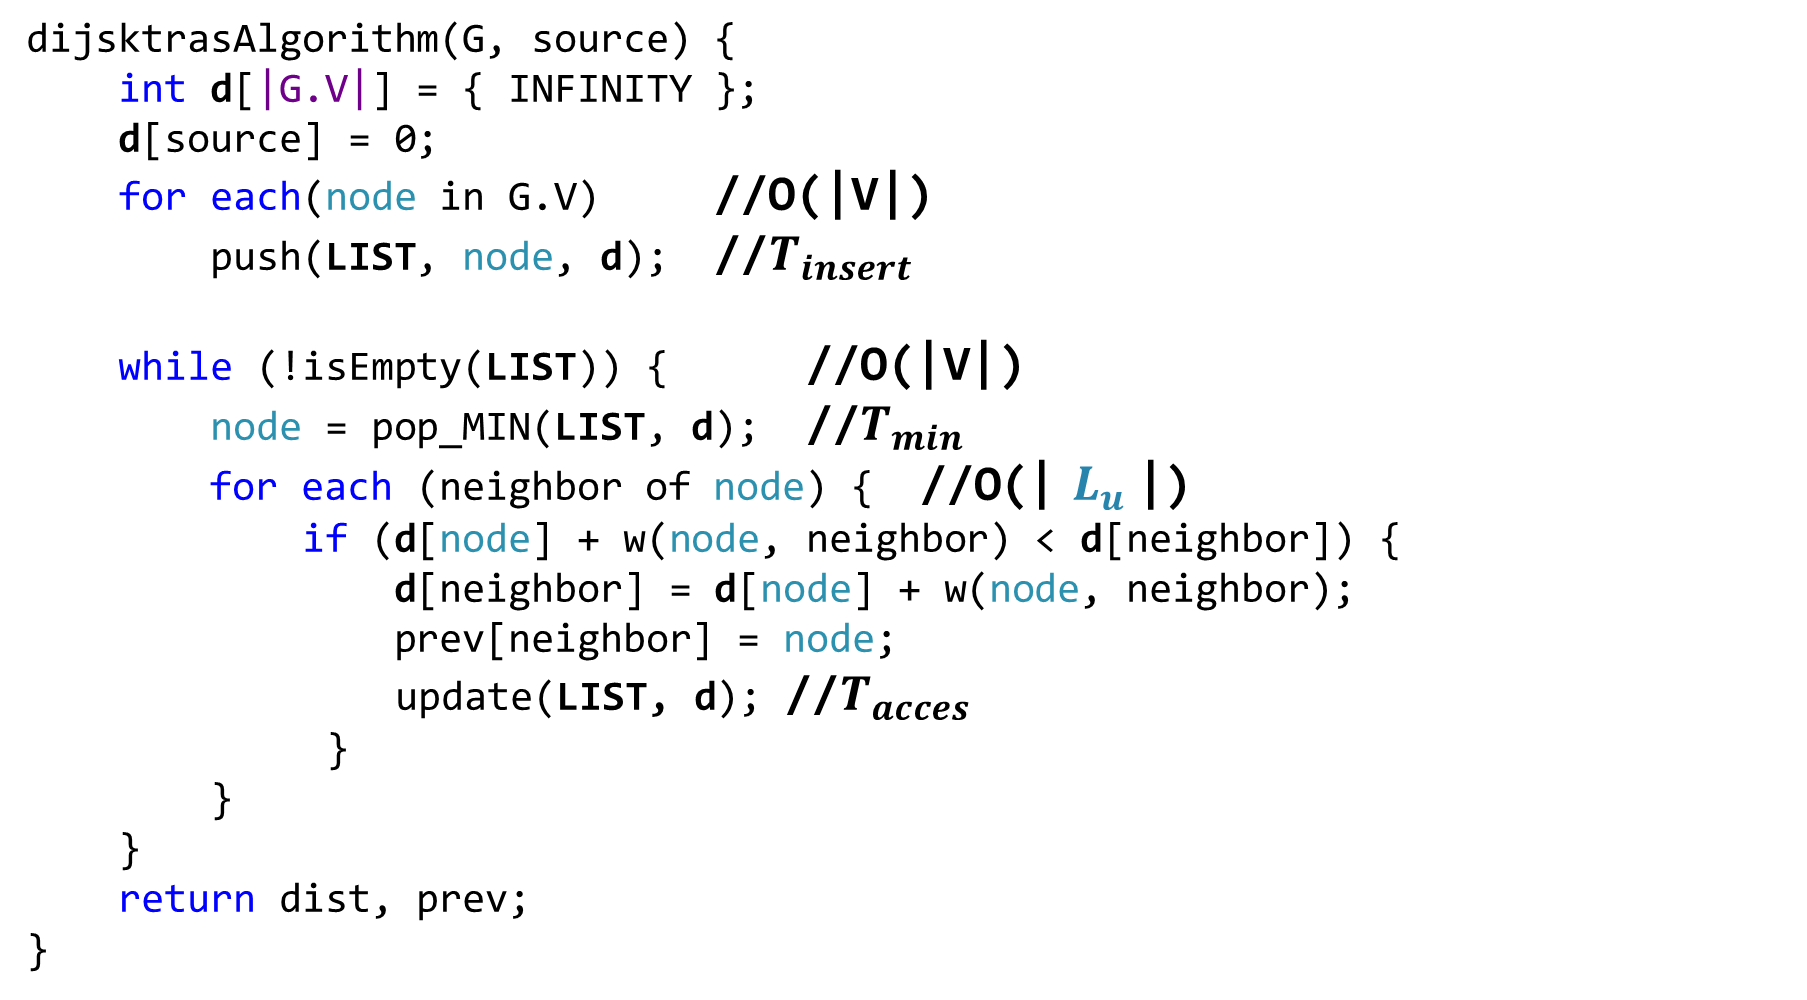 dijsktrasAlgorithm(G, source) {
int d[|G.V|] = { INFINITY };
d[source] = 0;
for each(node in G.V) //O(|V|)
push(LIST, node, d); //T_insert
while (!isEmpty(LIST)) { //O(|V|)
node = pop_MIN(LIST, d); //T_min
for each (neighbor of node) { //O(| L_u |)
if (d[node] + w(node, neighbor) < d[neighbor]) {
d[neighbor] = d[node] + w(node, neighbor);
prev[neighbor] = node;
update(LIST, d); //T_acces
}
}
}
return dist, prev;
}